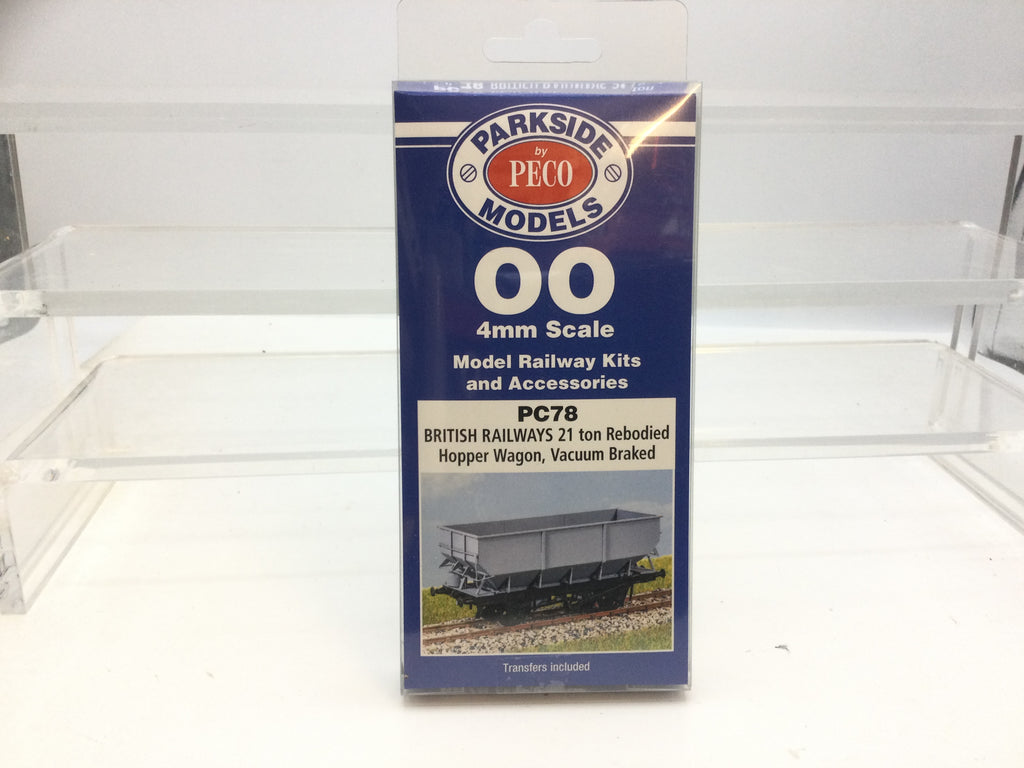 PARKSIDE
by
PECO
MODELS
OO
4mm Scale
Model Railway Kits
and Accessories
PC78
BRITISH RAILWAYS 21 ton Rebodied
Hopper Wagon, Vacuum Braked
Transfers included